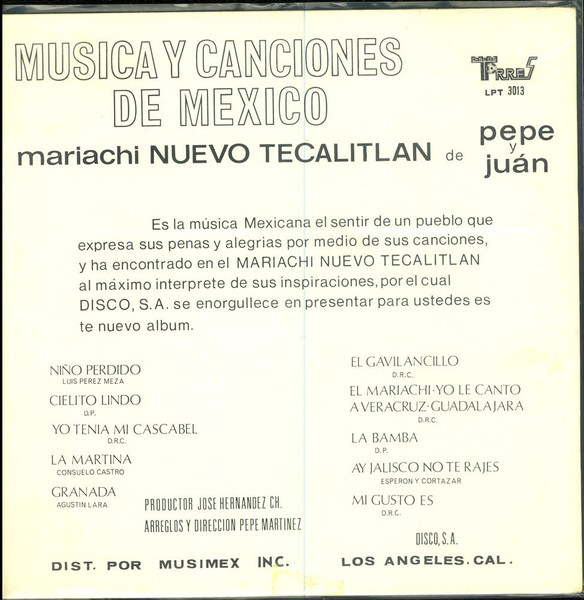 MUSICA Y CANCIONES
DE MEXICO
mariachi NUEVO TECALITLAN de pepe y juán
DISCOS TORRES
LPT 3013
Es la música Mexicana el sentir de un pueblo que
expresa sus penas y alegrias por medio de sus canciones,
y ha encontrado en el MARIACHI NUEVO TECALITLAN
al máximo interprete de sus inspiraciones, por el cual
DISCO, S.A. se enorgullece en presentar para ustedes es
te nuevo album.
NIÑO PERDIDO
LUIS PEREZ MEZA
CIELITO LINDO
D.P.
YO TENIA MI CASCABEL
D.R.C.
LA MARTINA
CONSUELO CASTRO
GRANADA
AGUSTIN LARA
EL GAVILANCILLO
D.R.C.
EL MARIACHI-YO LE CANTO
A VERACRUZ-GUADALAJARA
D.R.C.
LA BAMBA
D.P.
AY JALISCO NO TE RAJES
ESPERON Y CORTAZAR
MI GUSTO ES
D.R.C.
PRODUCTOR JOSE HERNANDEZ CH.
ARREGLOS Y DIRECCION PEPE MARTINEZ
DISCO, S.A.
DIST. POR MUSIMEX INC. LOS ANGELES. CAL.